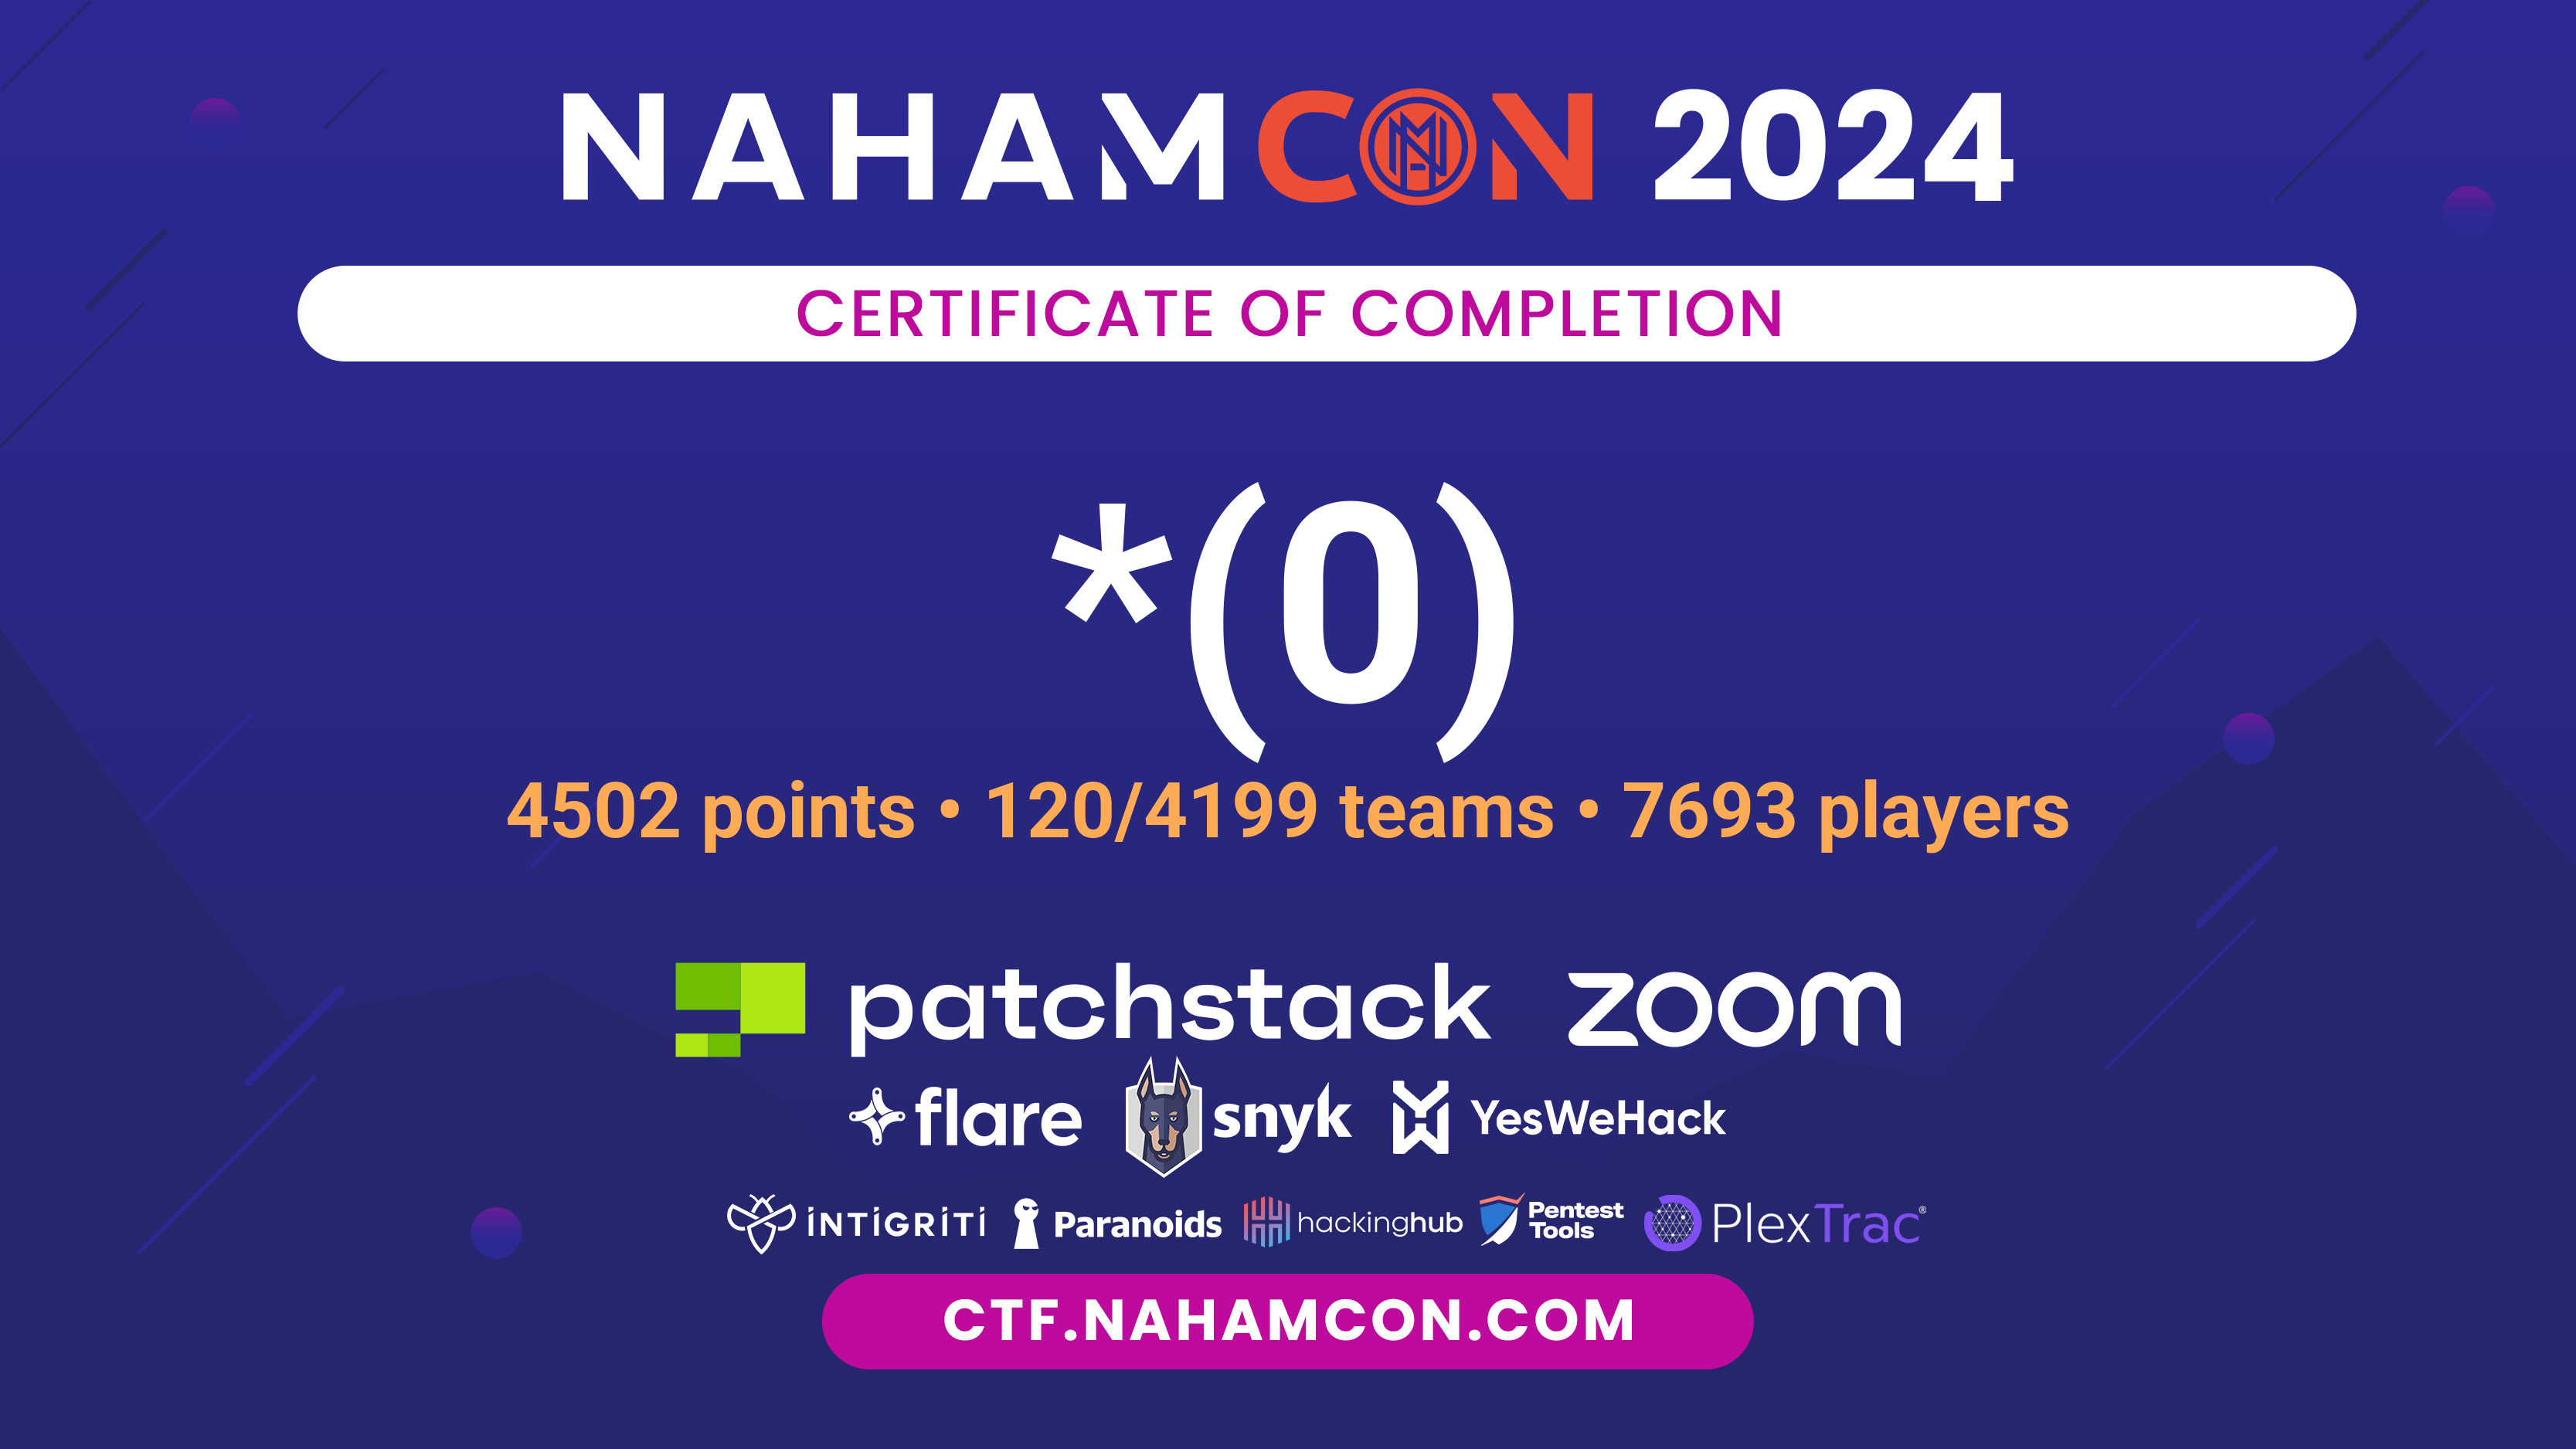 NAHAMCON 2024
CERTIFICATE OF COMPLETION
*(0)
4502 points • 120/4199 teams • 7693 players
patchstack zoom
flare snyk YesWeHack
INTIGRITI Paranoids hackinghub Pentest Tools PlexTrac®
CTF.NAHAMCON.COM